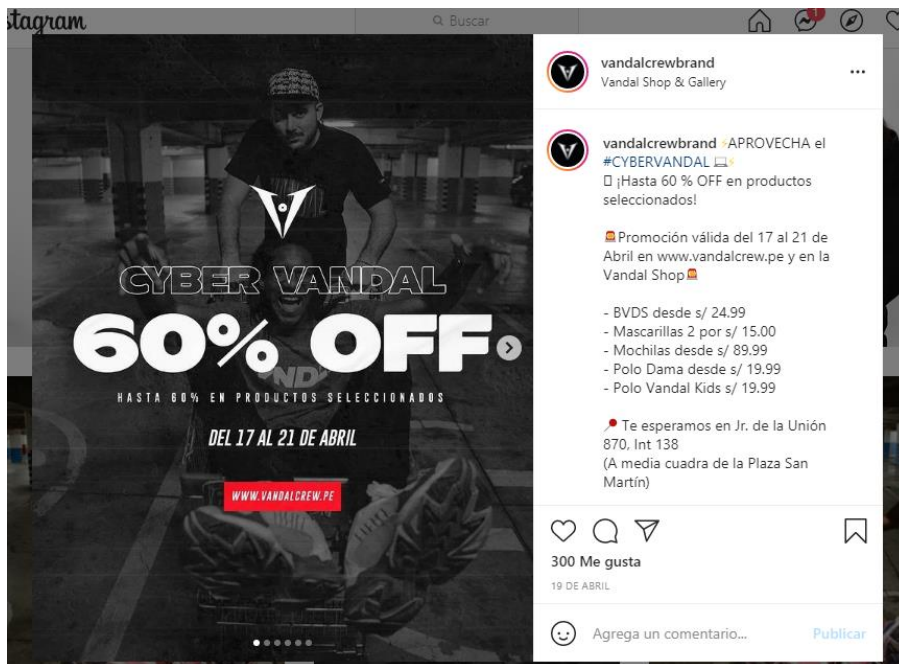 stagram
Buscar
1
CYBER VANDAL
60% OFF
HASTA 60% EN PRODUCTOS SELECCIONADOS
DEL 17 AL 21 DE ABRIL
WWW.VANDALCREW.PE
vandalcrewbrand
Vandal Shop & Gallery
vandalcrewbrand ⚡APROVECHA el
#CYBERVANDAL 💻⚡
▯ ¡Hasta 60 % OFF en productos
seleccionados!
🚨Promoción válida del 17 al 21 de
Abril en www.vandalcrew.pe y en la
Vandal Shop🚨
- BVDS desde s/ 24.99
- Mascarillas 2 por s/ 15.00
- Mochilas desde s/ 89.99
- Polo Dama desde s/ 19.99
- Polo Vandal Kids s/ 19.99
📍 Te esperamos en Jr. de la Unión
870, Int 138
(A media cuadra de la Plaza San
Martín)
300 Me gusta
19 DE ABRIL
Agrega un comentario...
Publicar